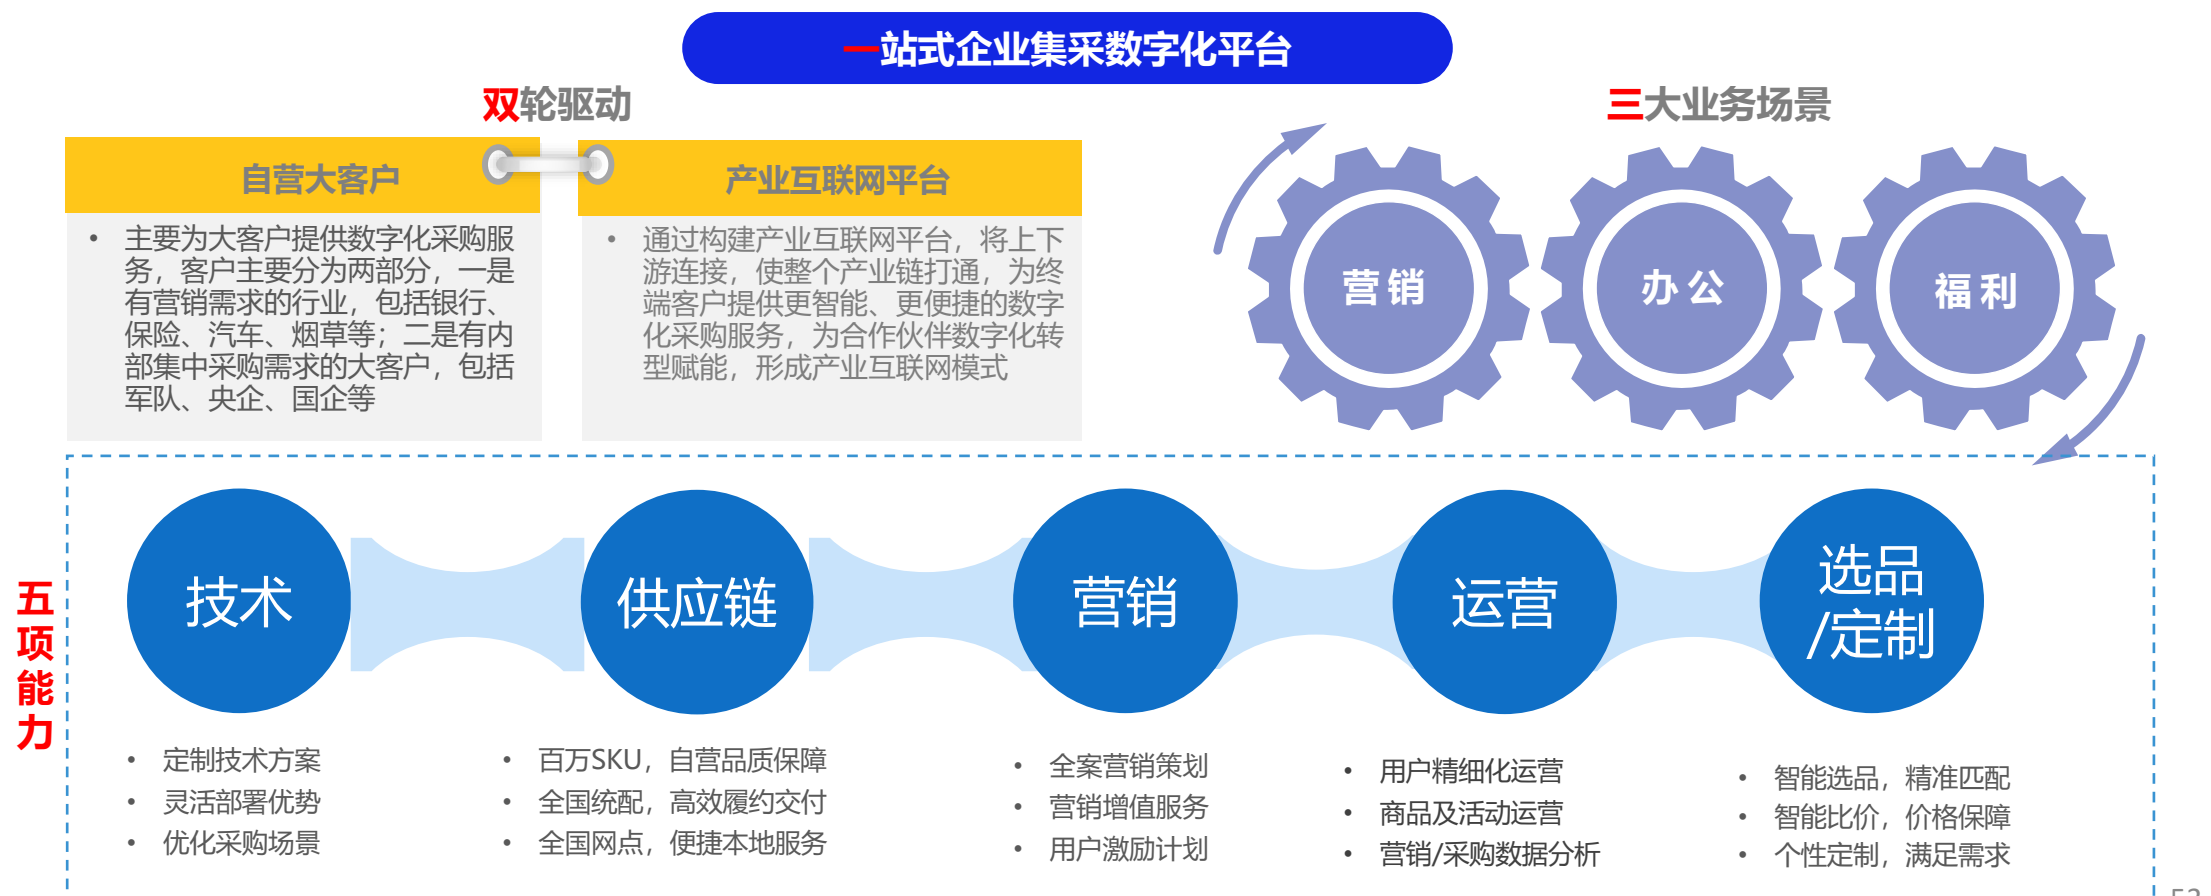 一站式企业集采数字化平台
双轮驱动
三大业务场景
自营大客户
产业互联网平台
• 主要为大客户提供数字化采购服
务，客户主要分为两部分，一是
有营销需求的行业，包括银行、
保险、汽车、烟草等；二是有内
部集中采购需求的大客户，包括
军队、央企、国企等
• 通过构建产业互联网平台，将上下
游连接，使整个产业链打通，为终
端客户提供更智能、更便捷的数字
化采购服务，为合作伙伴数字化转
型赋能，形成产业互联网模式
营销
办公
福利
五项能力
技术
供应链
营销
运营
选品
/定制
• 定制技术方案
• 灵活部署优势
• 优化采购场景
• 百万SKU，自营品质保障
• 全国统配，高效履约交付
• 全国网点，便捷本地服务
• 全案营销策划
• 营销增值服务
• 用户激励计划
• 用户精细化运营
• 商品及活动运营
• 营销/采购数据分析
• 智能选品，精准匹配
• 智能比价，价格保障
• 个性定制，满足需求